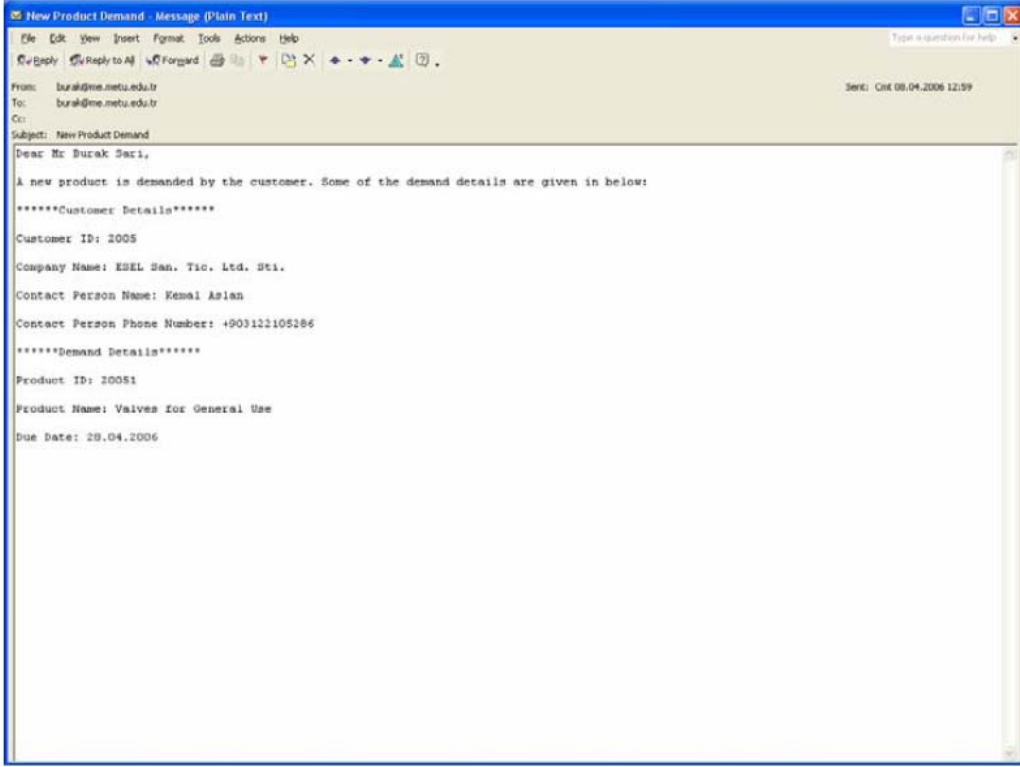 New Product Demand - Message (Plain Text)
File Edit View Insert Format Tools Actions Help Type a question for help
Reply Reply to All Forward
From: burak@me.metu.edu.tr Sent: Cmt 08.04.2006 12:59
To: burak@me.metu.edu.tr
Cc:
Subject: New Product Demand
Dear Mr Burak Sari,
A new product is demanded by the customer. Some of the demand details are given in below:
******Customer Details******
Customer ID: 2005
Company Name: ESEL San. Tic. Ltd. Sti.
Contact Person Name: Kemal Aslan
Contact Person Phone Number: +903122105286
******Demand Details******
Product ID: 20051
Product Name: Valves for General Use
Due Date: 28.04.2006